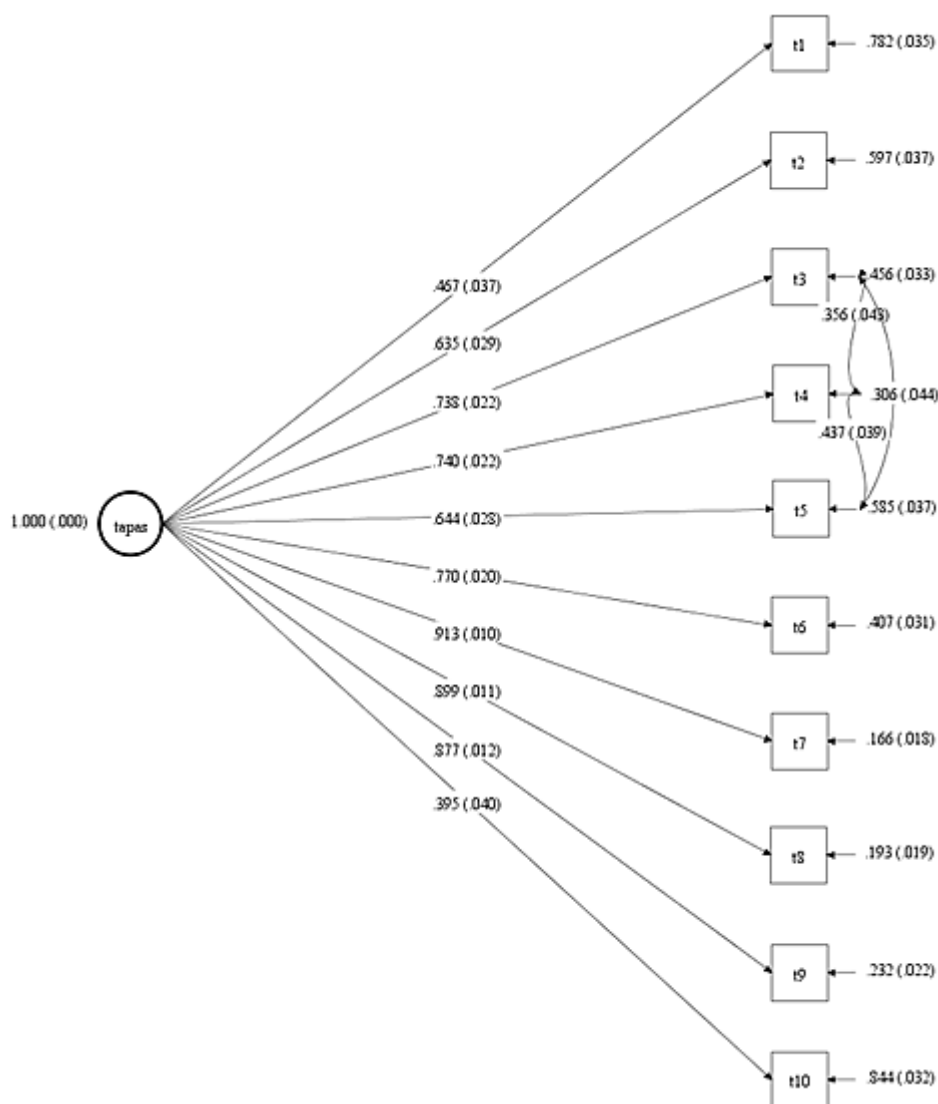 t1 .782 (.035)
t2 .597 (.037)
t3 .456 (.033)
.467 (.037)
.356 (.043)
.635 (.029)
t4 .306 (.044)
.738 (.022)
.437 (.039)
.740 (.022)
t5 .585 (.037)
1.000 (.000) tapas .644 (.028)
.770 (.020)
t6 .407 (.031)
.913 (.010)
.899 (.011)
t7 .166 (.018)
.877 (.012)
.395 (.040)
t8 .193 (.019)
t9 .232 (.022)
t10 .844 (.032)